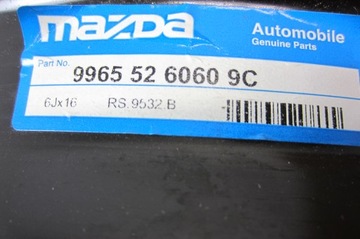 mazda
Automobile
Genuine Parts
Part No.
9965 52 6060 9C
6Jx16 RS.9532.B